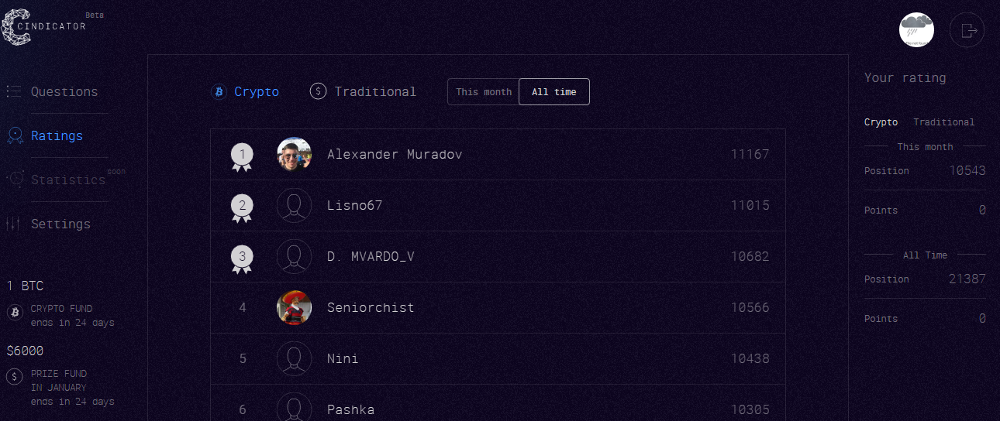 Beta
CINDICATOR
Questions
Ratings
Statistics soon
Settings
1 BTC
CRYPTO FUND
ends in 24 days
$6000
PRIZE FUND
IN JANUARY
ends in 24 days
Crypto
Traditional
This month
All time
1 Alexander Muradov 11167
2 Lisno67 11015
3 D. MVARDO_V 10682
4 Seniorchist 10566
5 Nini 10438
6 Pashka 10305
Your rating
Crypto Traditional
This month
Position 10543
Points 0
All Time
Position 21387
Points 0